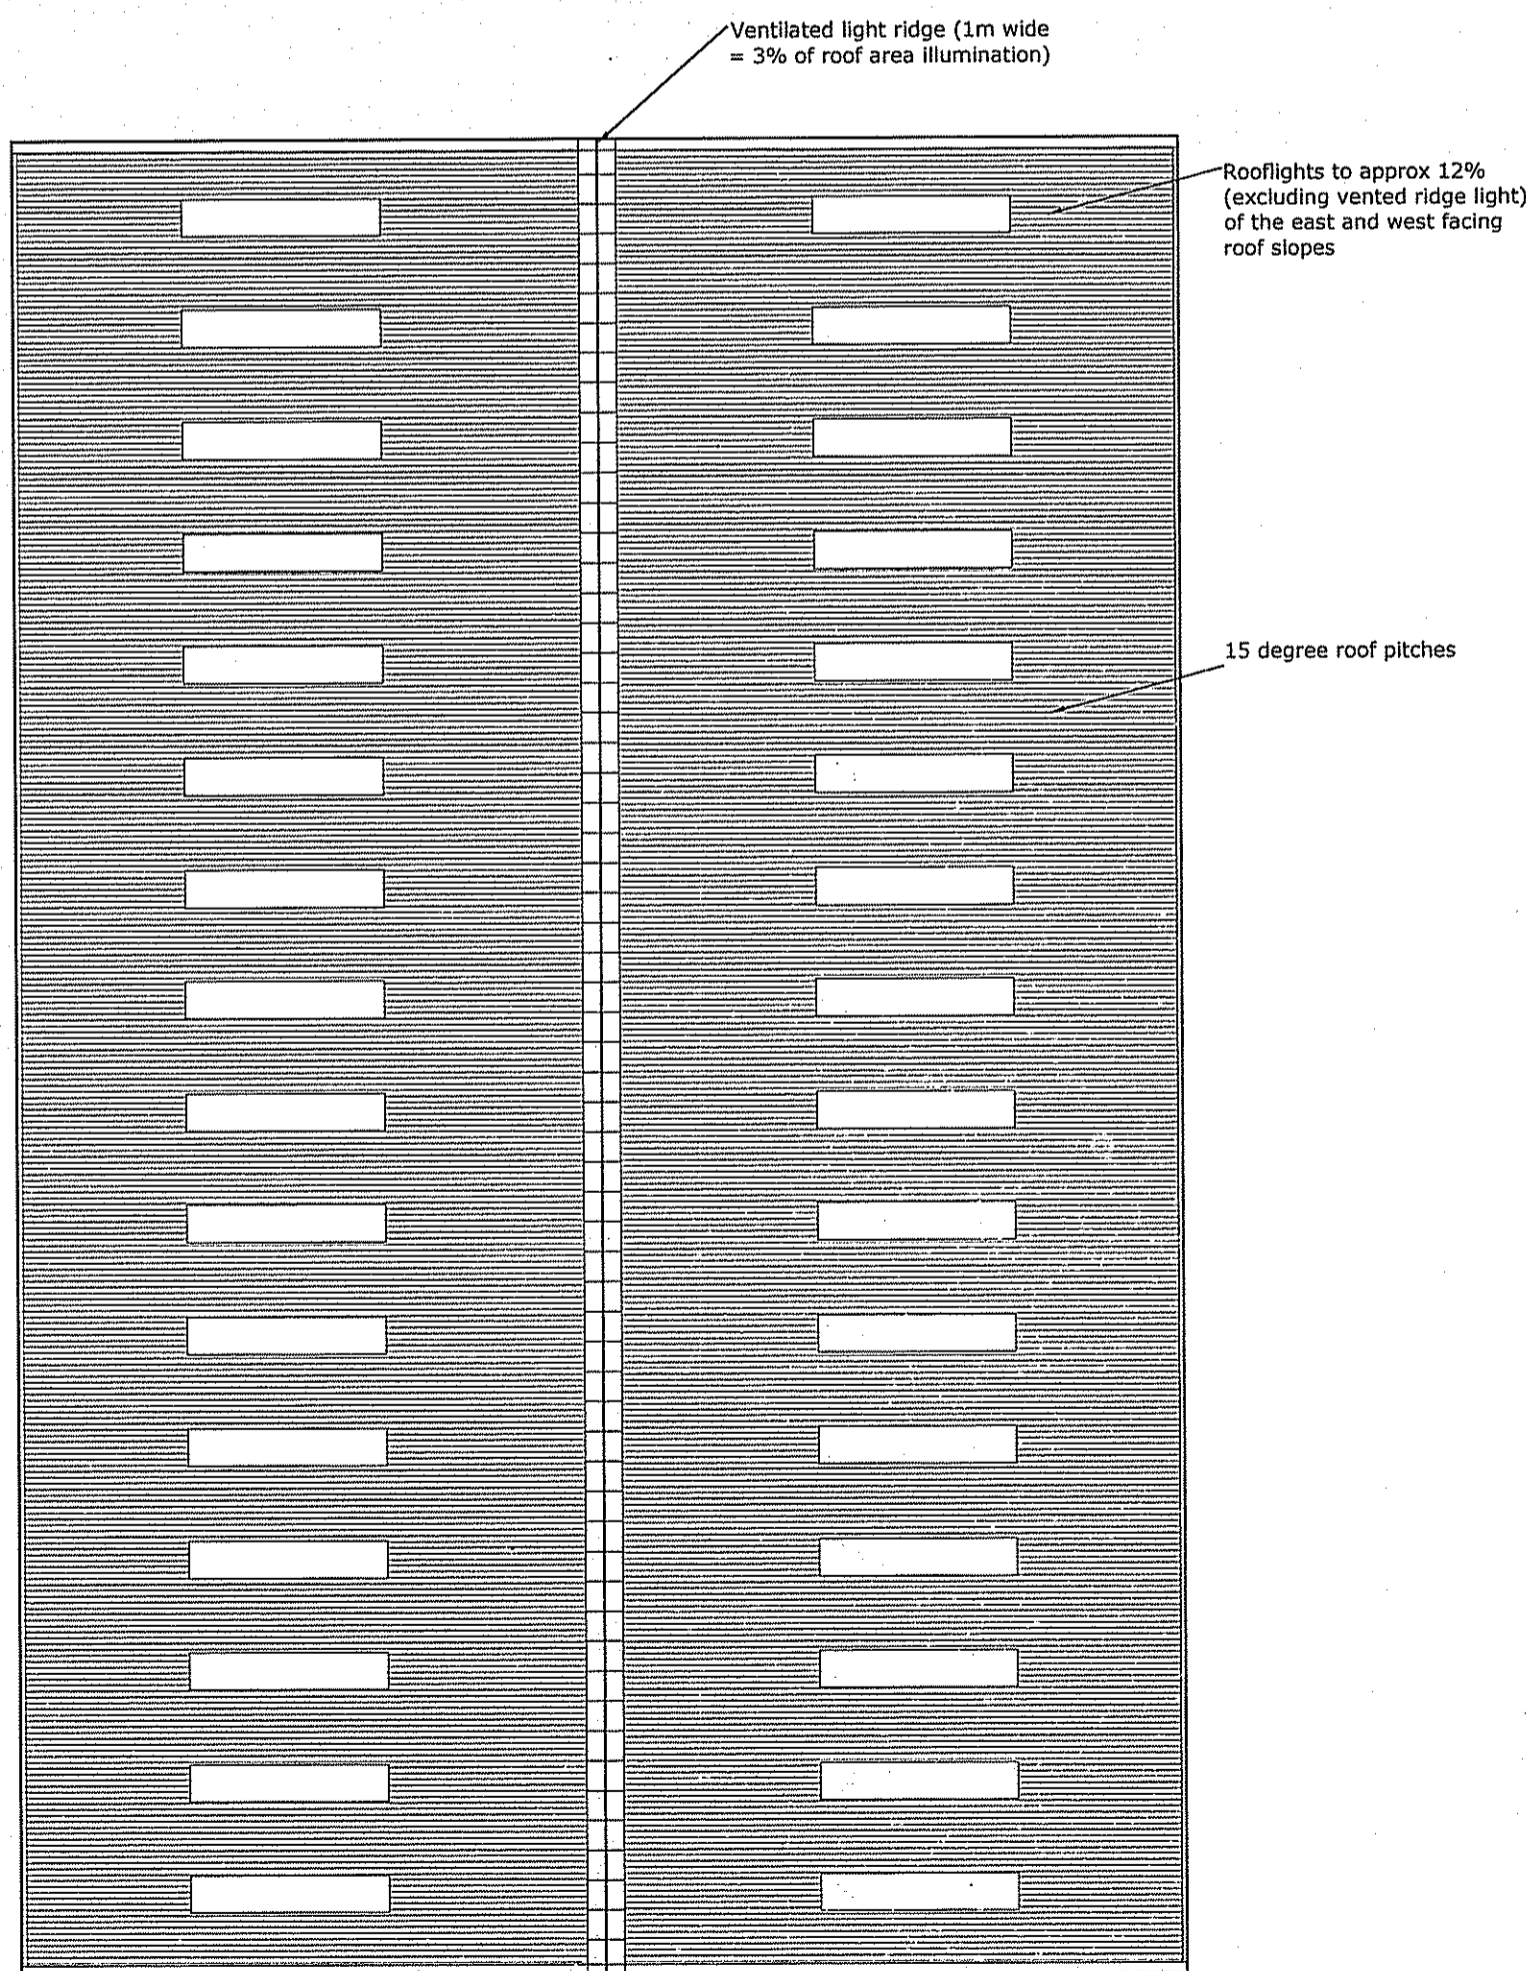 Ventilated light ridge (1m wide
= 3% of roof area illumination)
Rooflights to approx 12%
(excluding vented ridge light)
of the east and west facing
roof slopes
15 degree roof pitches